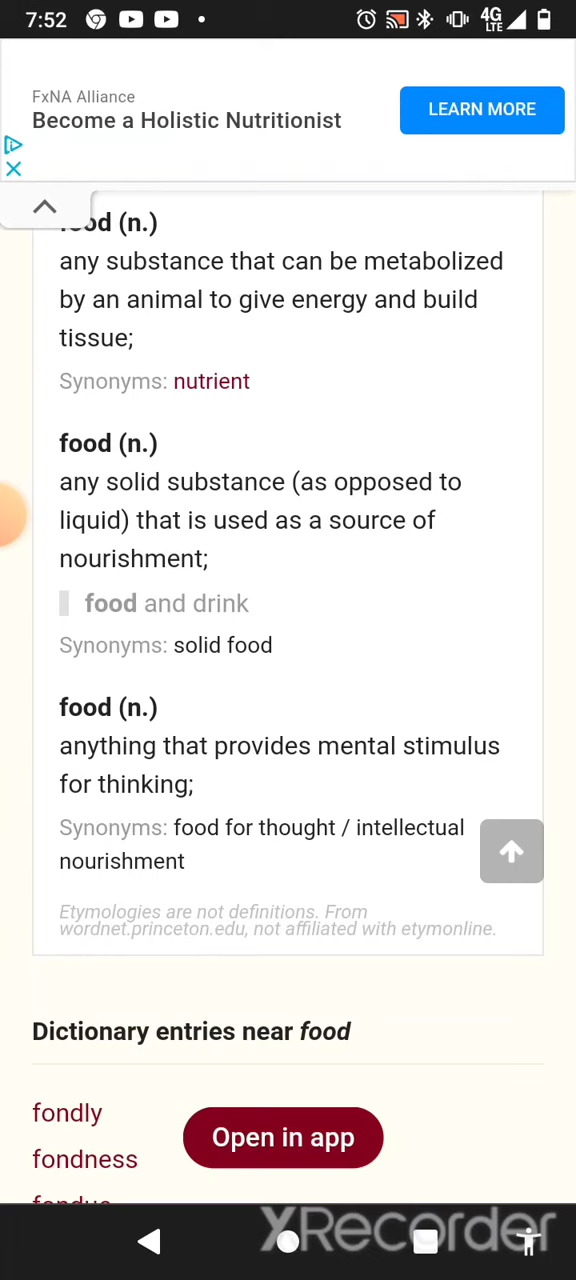 7:52
4G
LTE
FxNA Alliance
Become a Holistic Nutritionist
LEARN MORE
food (n.)
any substance that can be metabolized
by an animal to give energy and build
tissue;
Synonyms: nutrient
food (n.)
any solid substance (as opposed to
liquid) that is used as a source of
nourishment;
food and drink
Synonyms: solid food
food (n.)
anything that provides mental stimulus
for thinking;
Synonyms: food for thought / intellectual
nourishment
Etymologies are not definitions. From
wordnet.princeton.edu, not affiliated with etymonline.
Dictionary entries near food
fondly
Open in app
fondness
fondue
XRecorder